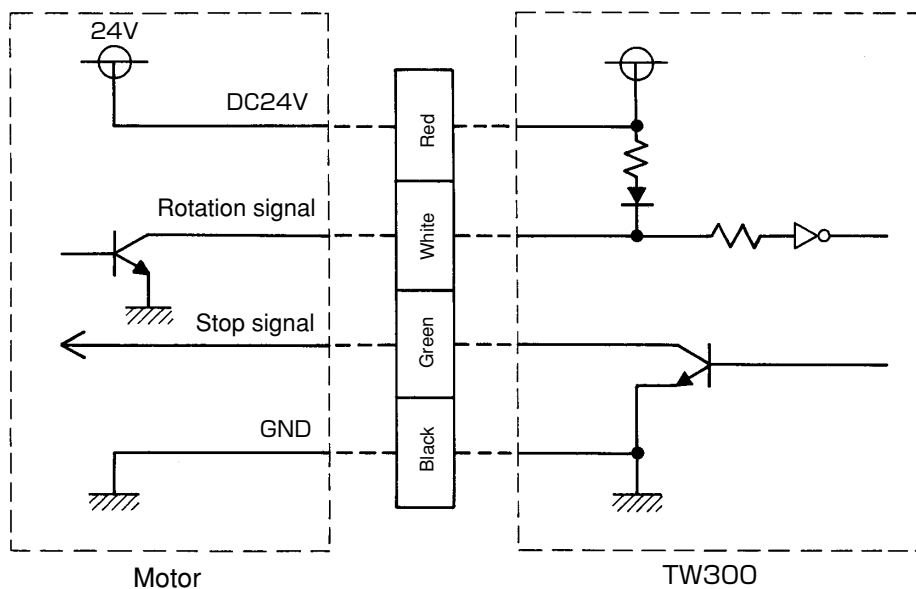 24V
DC24V
Red
Rotation signal
White
Stop signal
Green
GND
Black
Motor
TW300